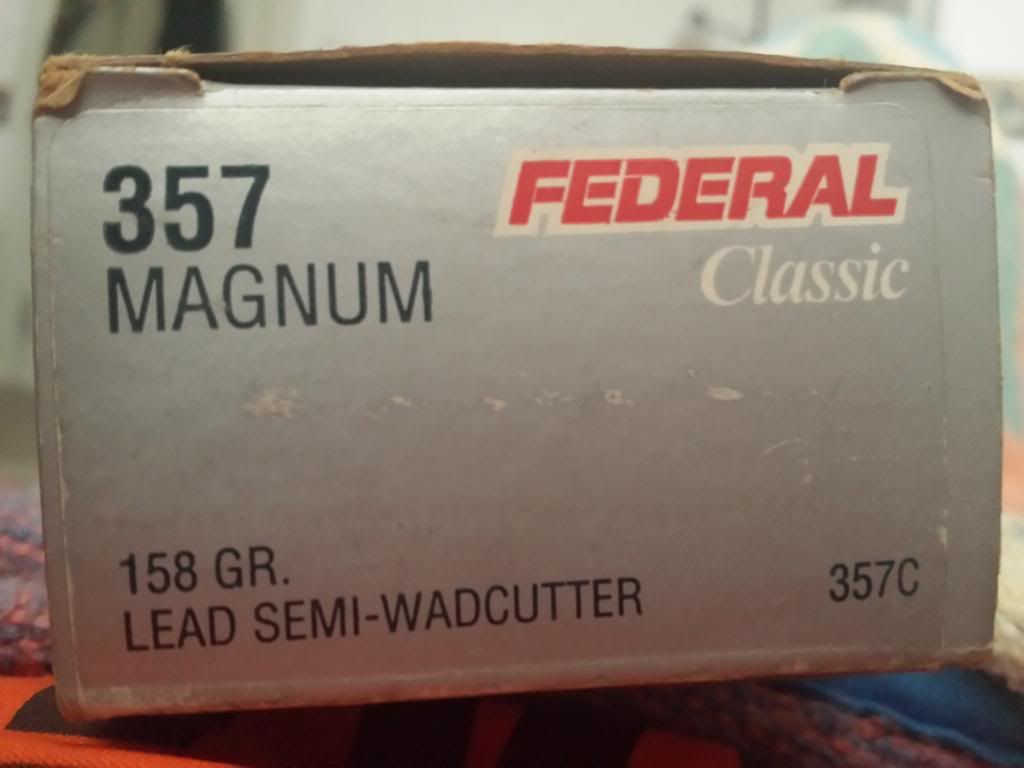 357
MAGNUM
FEDERAL
Classic
158 GR.
LEAD SEMI-WADCUTTER
357C